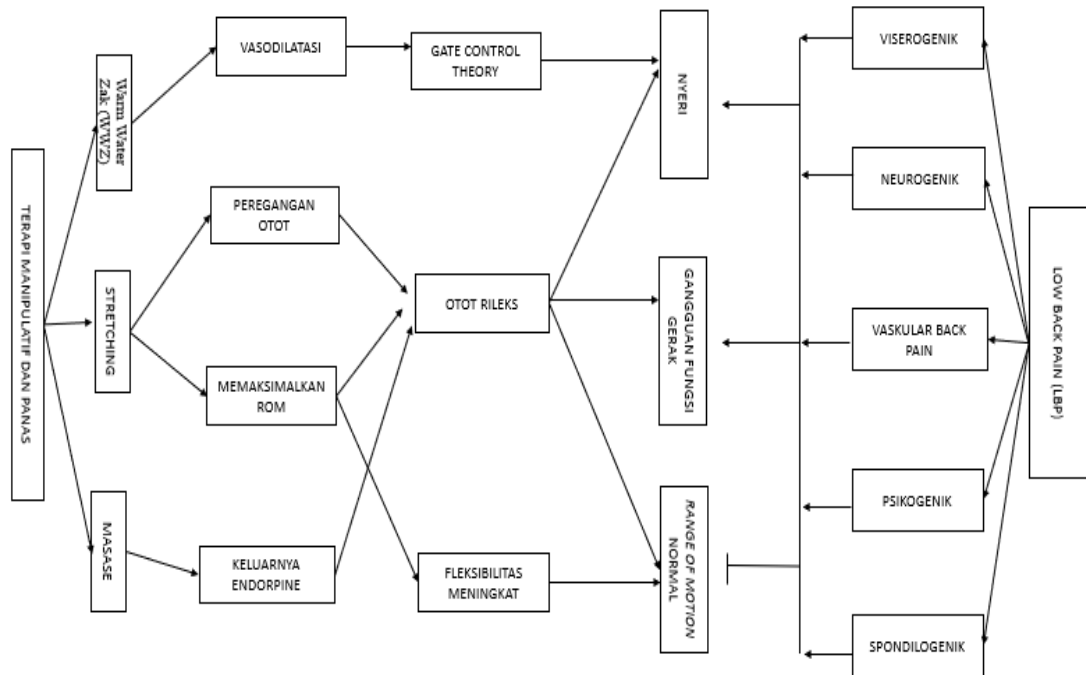 TERAPI MANIPULATIF DAN PANAS
Warm Water
Zak (WWZ)
STRETCHING
MASASE
VASODILATASI
PEREGANGAN
OTOT
MEMAKSIMALKAN
ROM
KELUARNYA
ENDORPINE
GATE CONTROL
THEORY
OTOT RILEKS
FLEKSIBILITAS
MENINGKAT
NYERI
GANGGUAN FUNGSI
GERAK
RANGE OF MOTION
NORMAL
VISEROGENIK
NEUROGENIK
VASKULAR BACK
PAIN
PSIKOGENIK
SPONDILOGENIK
LOW BACK PAIN (LBP)